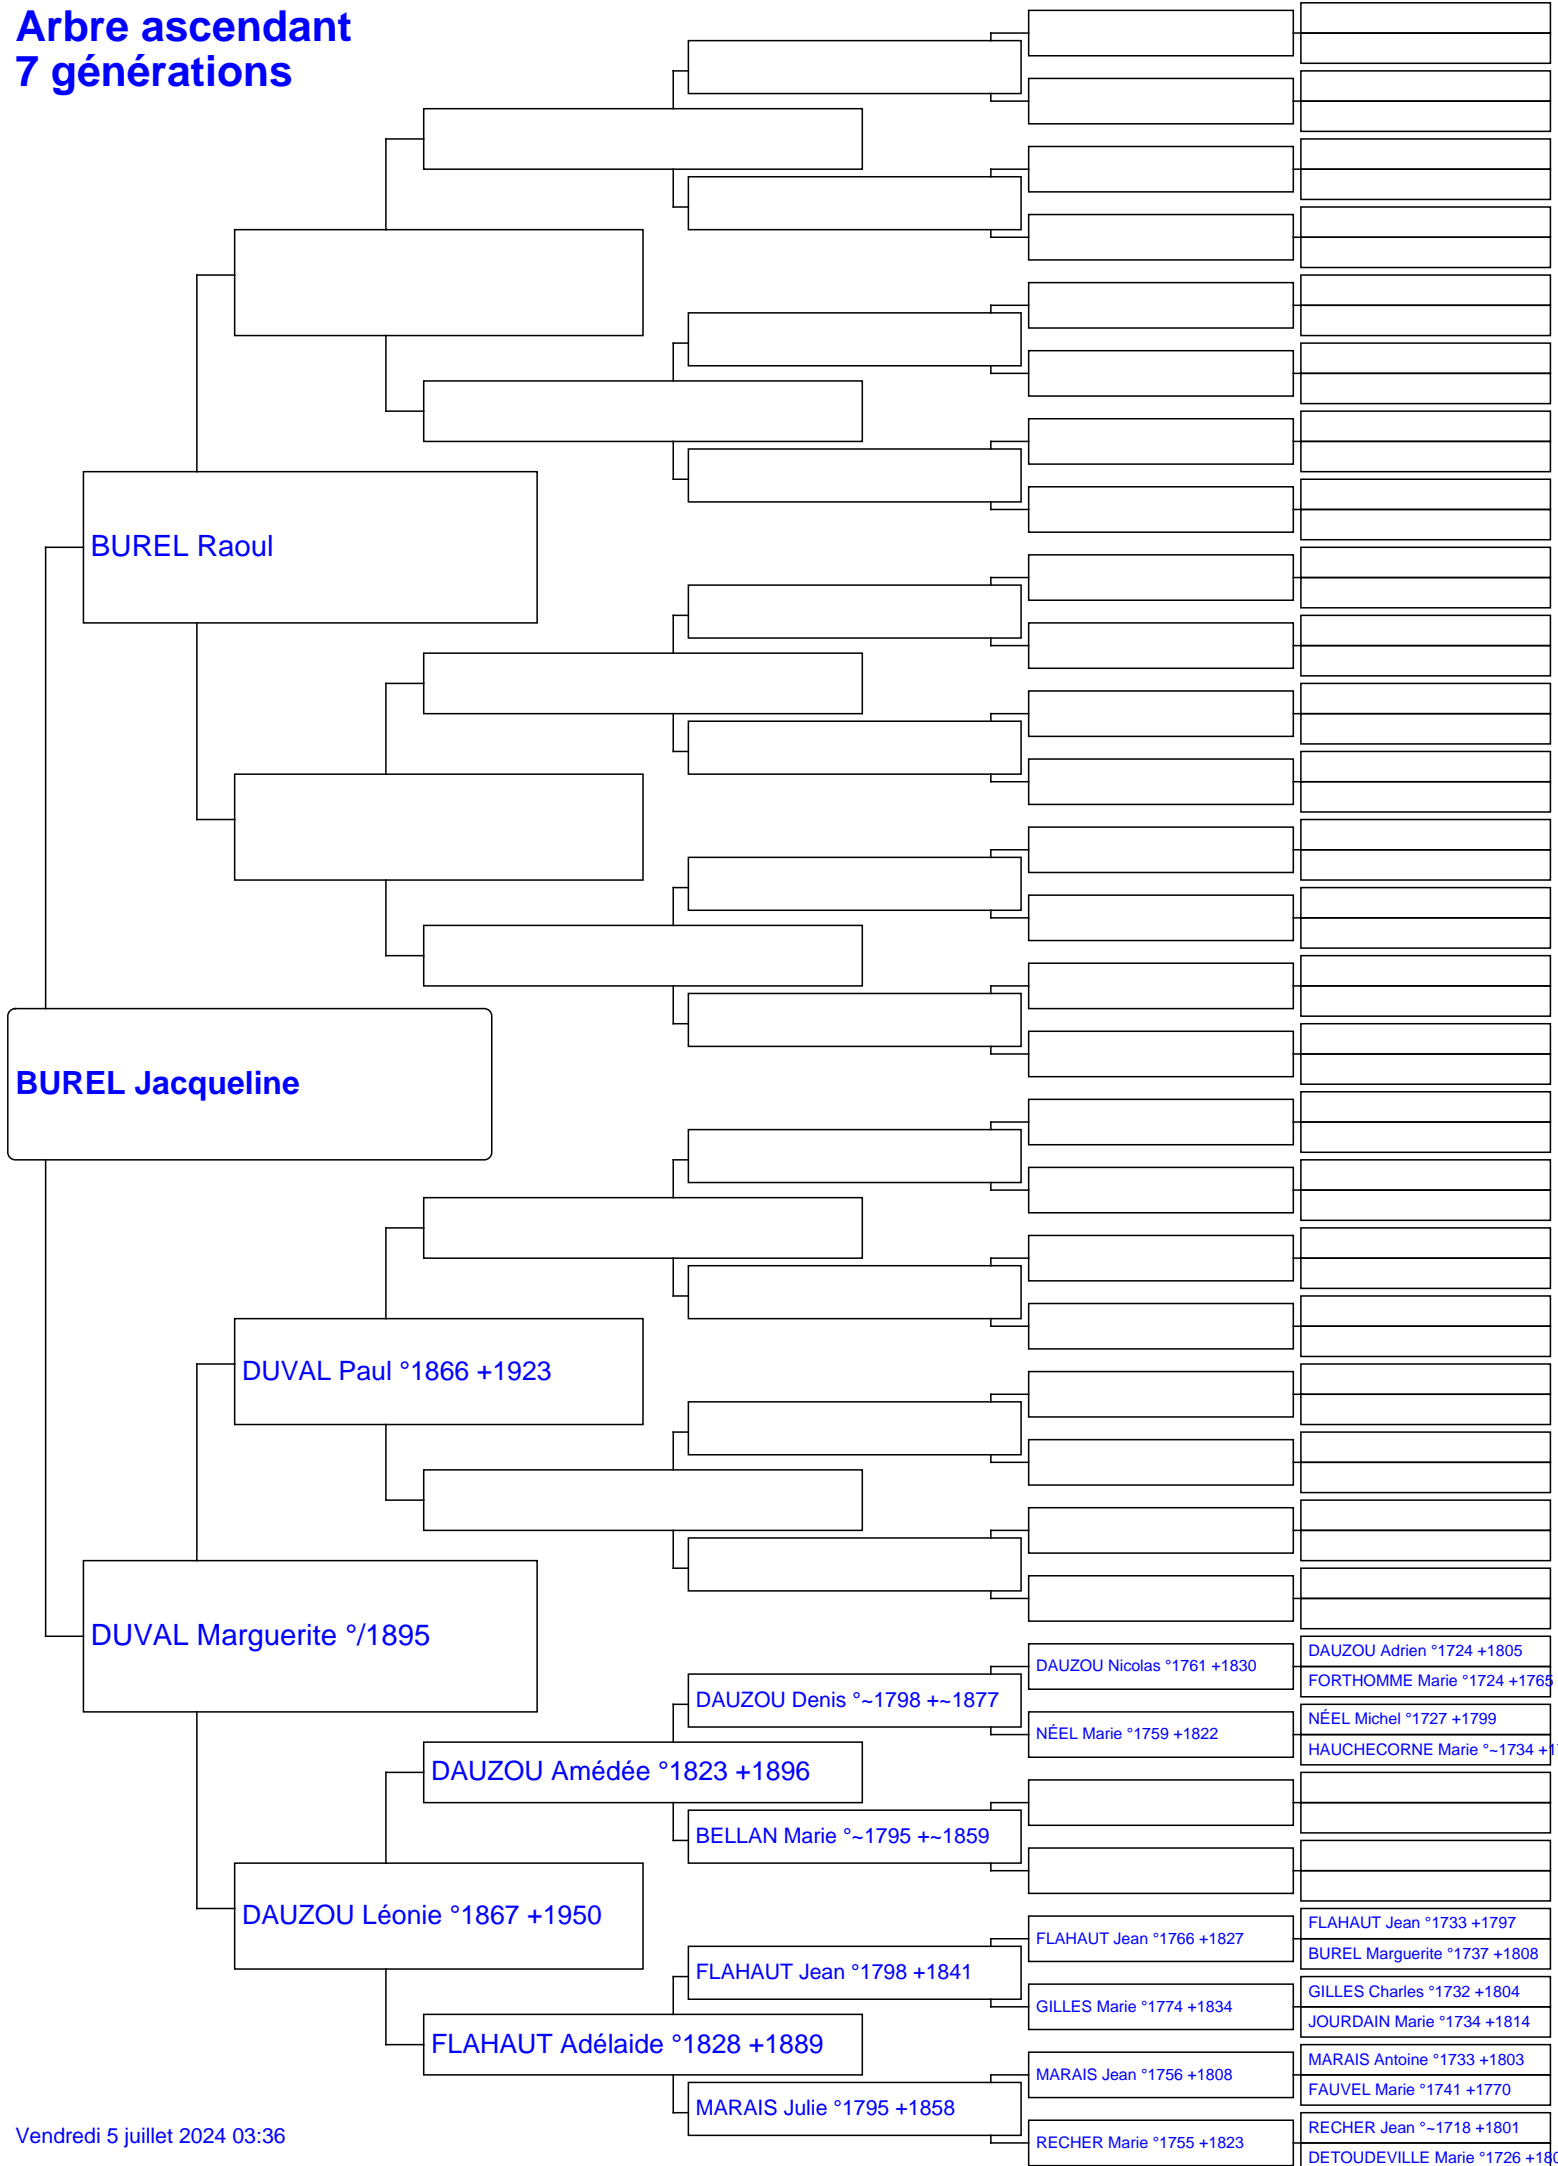 Arbre ascendant
7 générations
BUREL Raoul
BUREL Jacqueline
DUVAL Paul °1866 +1923
DUVAL Marguerite °/1895
DAUZOU Nicolas °1761 +1830
DAUZOU Adrien °1724 +1805
FORTHOMME Marie °1724 +1765
DAUZOU Denis °~1798 +~1877
NÉEL Marie °1759 +1822
NÉEL Michel °1727 +1799
HAUCHECORNE Marie °~1734
DAUZOU Amédée °1823 +1896
BELLAN Marie °~1795 +~1859
DAUZOU Léonie °1867 +1950
FLAHAUT Jean °1766 +1827
FLAHAUT Jean °1733 +1797
BUREL Marguerite °1737 +1808
FLAHAUT Jean °1798 +1841
GILLES Marie °1774 +1834
GILLES Charles °1732 +1804
JOURDAIN Marie °1734 +1814
FLAHAUT Adélaide °1828 +1889
MARAIS Jean °1756 +1808
MARAIS Antoine °1733 +1803
FAUVEL Marie °1741 +1770
MARAIS Julie °1795 +1858
RECHER Marie °1755 +1823
RECHER Jean °~1718 +1801
DETOUDEVILLE Marie °1726
Vendredi 5 juillet 2024 03:36